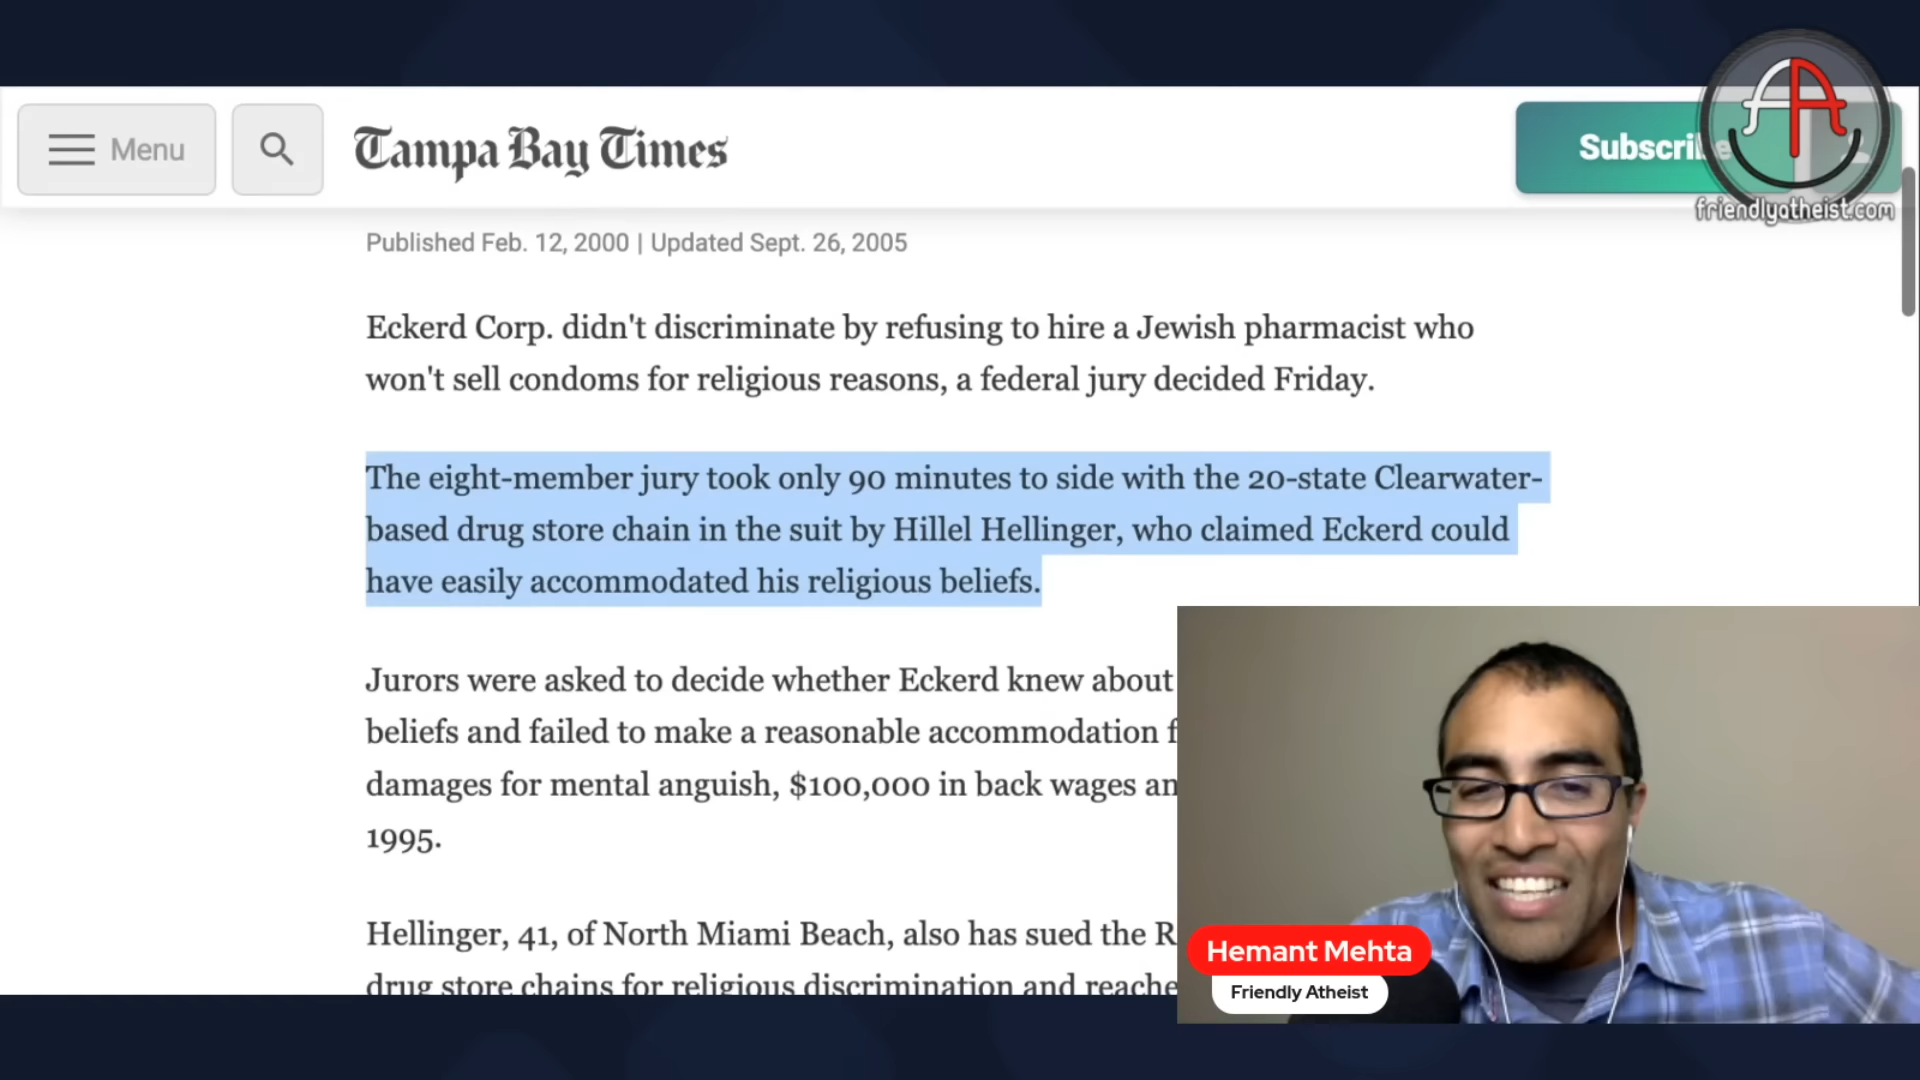 Menu
Tampa Bay Times
friendlyatheist.com
Published Feb. 12, 2000 | Updated Sept. 26, 2005
Eckerd Corp. didn't discriminate by refusing to hire a Jewish pharmacist who
won't sell condoms for religious reasons, a federal jury decided Friday.
The eight-member jury took only 90 minutes to side with the 20-state Clearwater-
based drug store chain in the suit by Hillel Hellinger, who claimed Eckerd could
have easily accommodated his religious beliefs.
Jurors were asked to decide whether Eckerd knew about
beliefs and failed to make a reasonable accommodation
damages for mental anguish, $100,000 in back wages
1995.
Hellinger, 41, of North Miami Beach, also has sued the
drug store chains for religious discrimination and
Hemant Mehta
Friendly Atheist